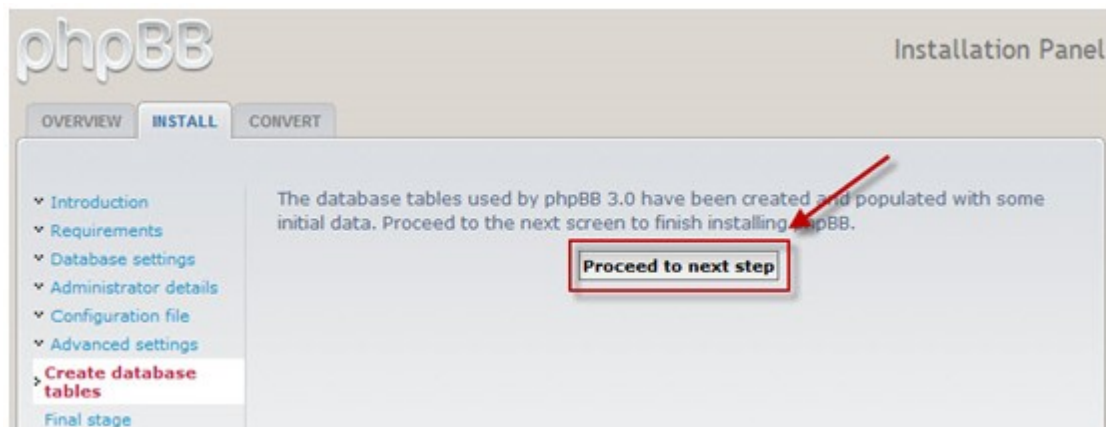 phpBB
Installation Panel
OVERVIEW INSTALL CONVERT
Introduction
Requirements
Database settings
Administrator details
Configuration file
Advanced settings
Create database
tables
Final stage
The database tables used by phpBB 3.0 have been created and populated with some
initial data. Proceed to the next screen to finish installing phpBB.
Proceed to next step